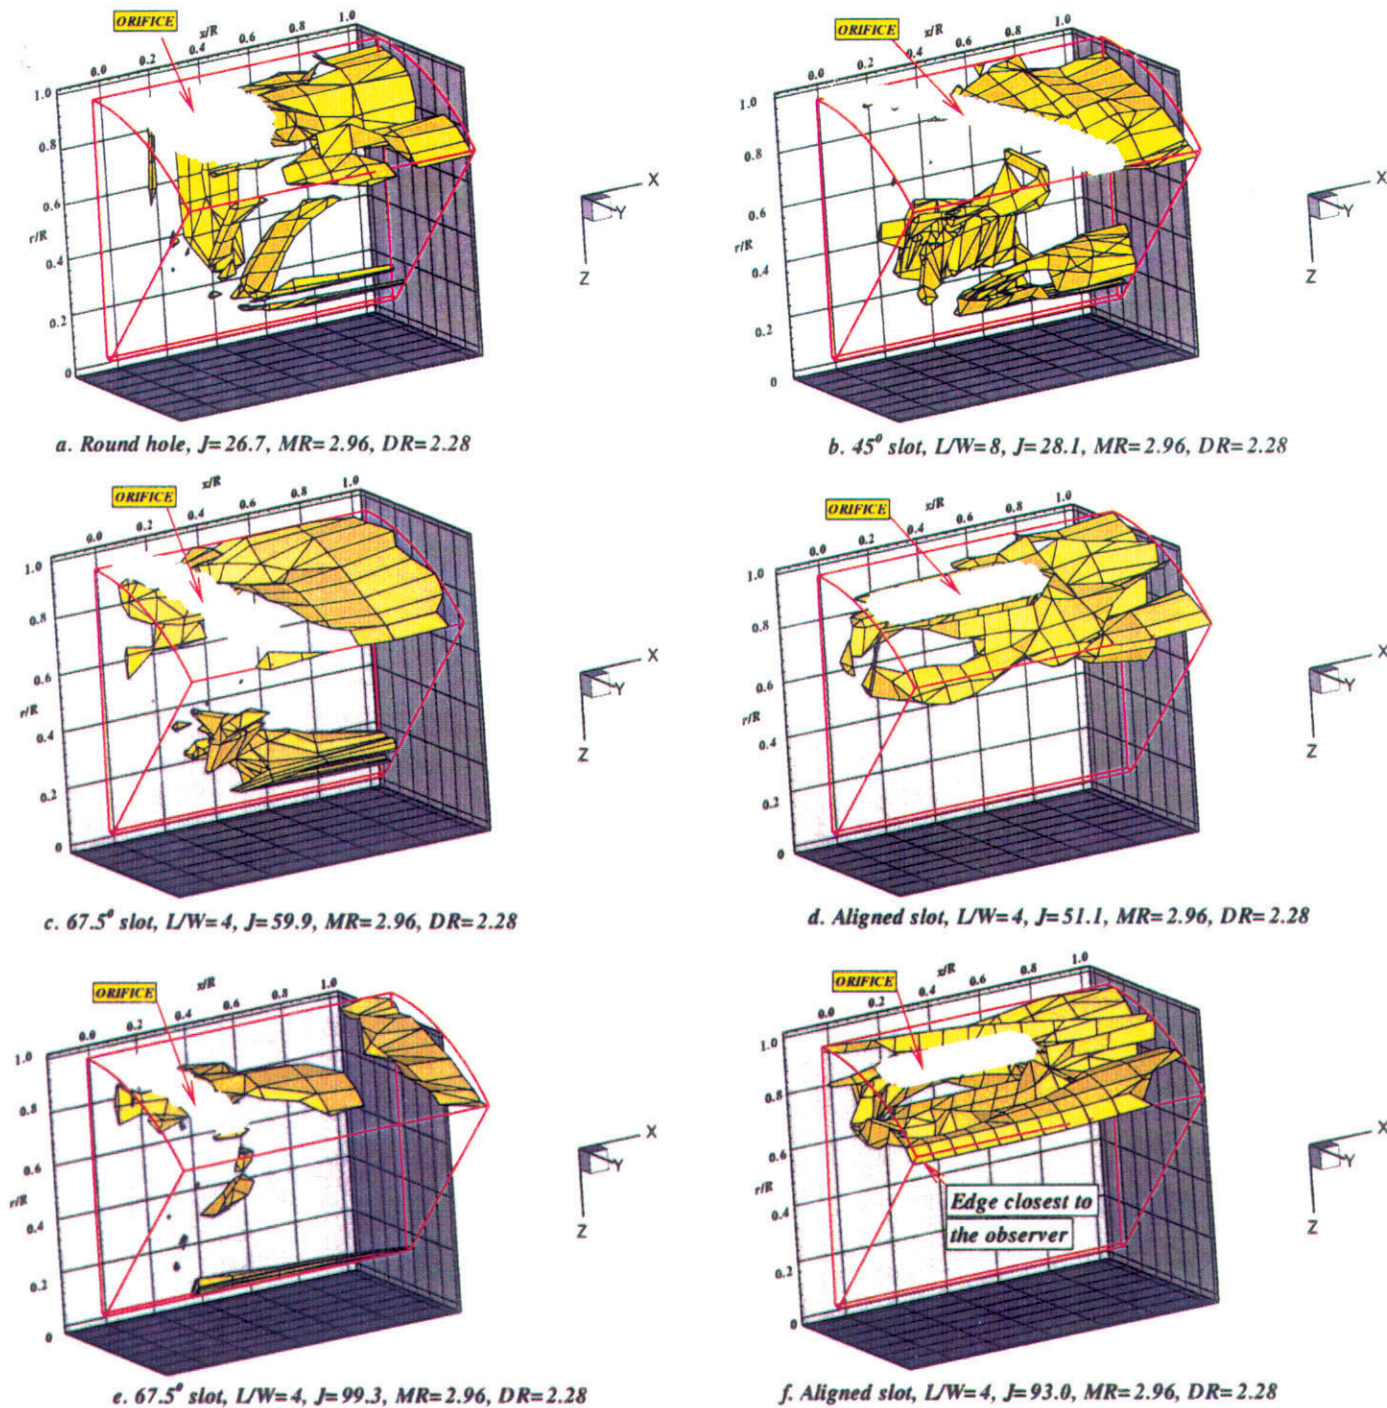 ORIFICE
x/R
0.0 0.2 0.4 0.6 0.8 1.0
1.0
0.8
0.6
r/R
0.4
0.2
0
X
Y
Z
a. Round hole, J=26.7, MR=2.96, DR=2.28
ORIFICE
x/R
0.0 0.2 0.4 0.6 0.8 1.0
1.0
0.8
0.6
r/R
0.4
0.2
0
X
Y
Z
b. 45⁰ slot, L/W=8, J=28.1, MR=2.96, DR=2.28
ORIFICE
x/R
0.0 0.2 0.4 0.6 0.8 1.0
1.0
0.8
0.6
r/R
0.4
0.2
0
X
Y
Z
c. 67.5⁰ slot, L/W=4, J=59.9, MR=2.96, DR=2.28
ORIFICE
x/R
0.0 0.2 0.4 0.6 0.8 1.0
1.0
0.8
0.6
r/R
0.4
0.2
0
X
Y
Z
d. Aligned slot, L/W=4, J=51.1, MR=2.96, DR=2.28
ORIFICE
x/R
0.0 0.2 0.4 0.6 0.8 1.0
1.0
0.8
0.6
r/R
0.4
0.2
0
X
Y
Z
e. 67.5⁰ slot, L/W=4, J=99.3, MR=2.96, DR=2.28
ORIFICE
x/R
0.0 0.2 0.4 0.6 0.8 1.0
1.0
0.8
0.6
r/R
0.4
0.2
0
Edge closest to
the observer
X
Y
Z
f. Aligned slot, L/W=4, J=93.0, MR=2.96, DR=2.28